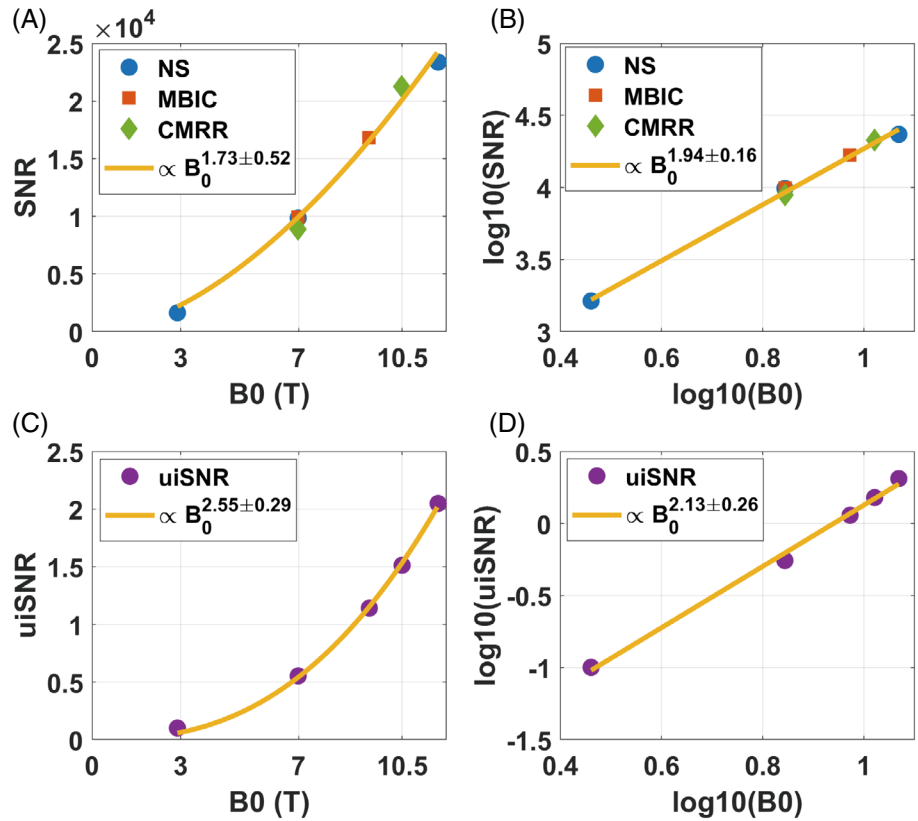 (A)
×10⁴
2.5
2
1.5
1
0.5
0
SNR
NS
MBIC
CMRR
∝ B₀^1.73±0.52
0
3
7
10.5
B0 (T)
(B)
5
4.5
4
3.5
3
log10(SNR)
NS
MBIC
CMRR
∝ B₀^1.94±0.16
0.4
0.6
0.8
1
log10(B0)
(C)
2.5
2
1.5
1
0.5
0
uiSNR
uiSNR
∝ B₀^2.55±0.29
0
3
7
10.5
B0 (T)
(D)
0.5
0
-0.5
-1
-1.5
log10(uiSNR)
uiSNR
∝ B₀^2.13±0.26
0.4
0.6
0.8
1
log10(B0)